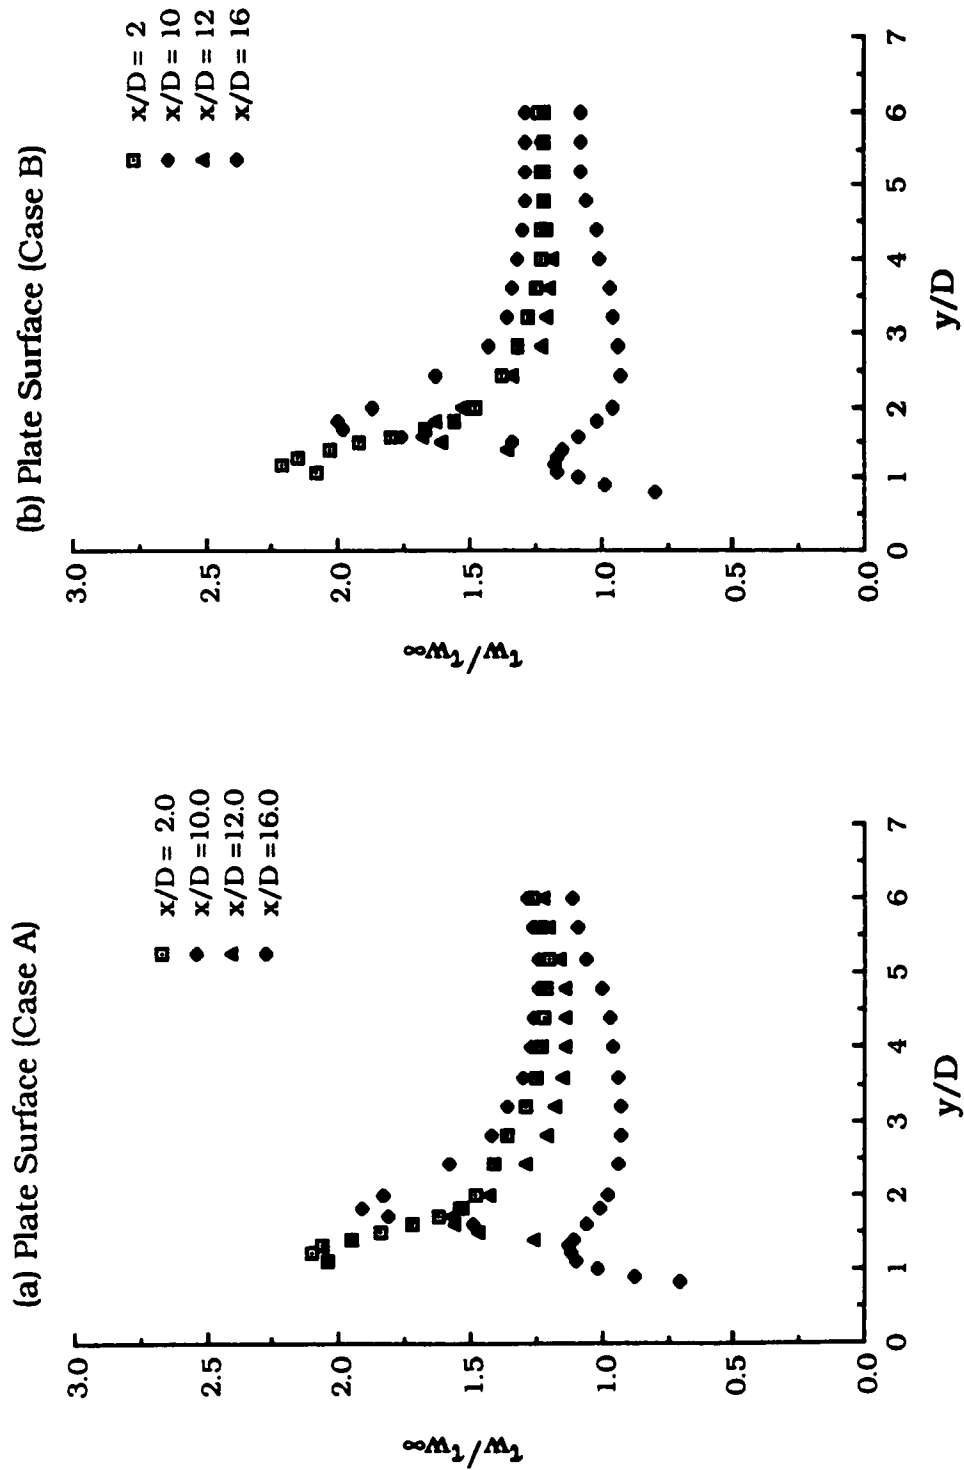 (a) Plate Surface (Case A)
x/D = 2.0
x/D =10.0
x/D =12.0
x/D =16.0
3.0
2.5
2.0
1.5
1.0
0.5
0.0
τw/τw∞
0 1 2 3 4 5 6 7
y/D
(b) Plate Surface (Case B)
x/D = 2
x/D = 10
x/D = 12
x/D = 16
3.0
2.5
2.0
1.5
1.0
0.5
0.0
τw/τw∞
0 1 2 3 4 5 6 7
y/D